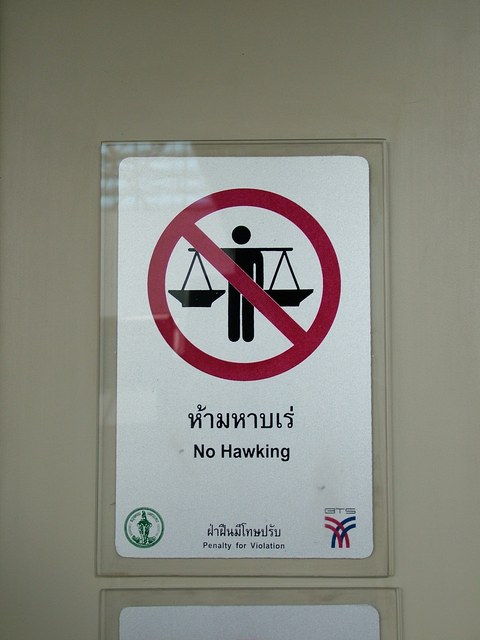 ห้ามหาบเร่
No Hawking
ฝ่าฝืนมีโทษปรับ
Penalty for Violation
BTS